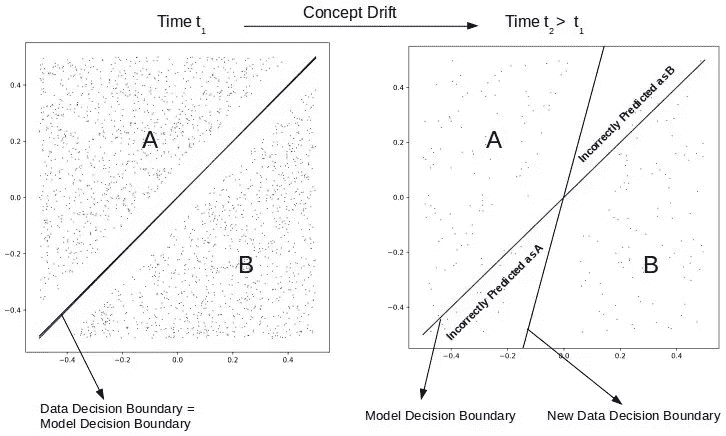 Time t1
Concept Drift
Time t2 > t1
0.4
0.2
0.0
−0.2
−0.4
−0.4
−0.2
0.0
0.2
0.4
A
B
Data Decision Boundary =
Model Decision Boundary
0.4
0.2
0.0
−0.2
−0.4
−0.4
−0.2
0.0
0.2
0.4
A
Incorrectly Predicted as B
Incorrectly Predicted as A
B
Model Decision Boundary
New Data Decision Boundary